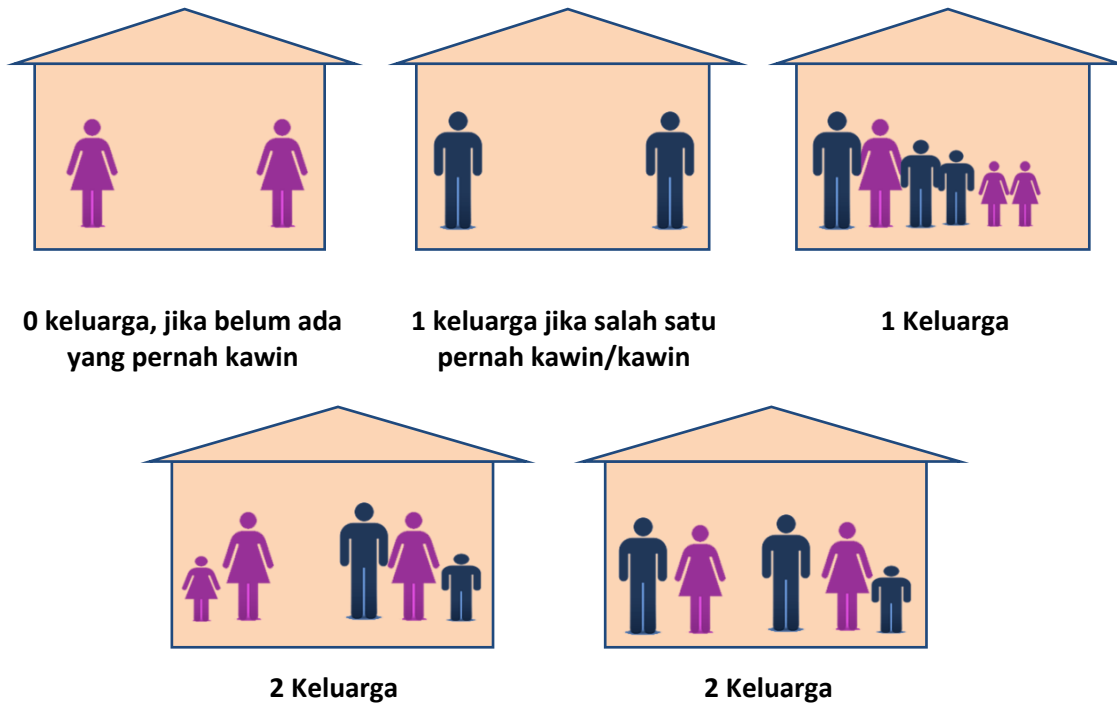 0 keluarga, jika belum ada
yang pernah kawin
1 keluarga jika salah satu
pernah kawin/kawin
1 Keluarga
2 Keluarga
2 Keluarga